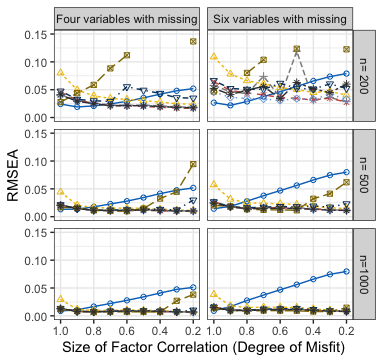 Four variables with missing
Six variables with missing
0.15
0.10
0.05
0.00
n= 200
0.15
0.10
0.05
0.00
n= 500
0.15
0.10
0.05
0.00
n= 1000
RMSEA
1.0 0.8 0.6 0.4 0.2
1.0 0.8 0.6 0.4 0.2
Size of Factor Correlation (Degree of Misfit)